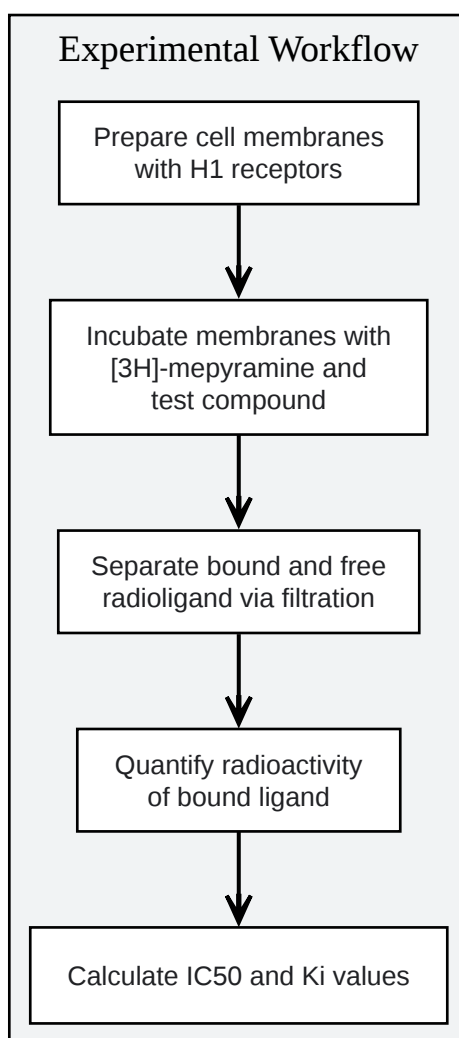 Experimental Workflow
Prepare cell membranes
with H1 receptors
Incubate membranes with
[3H]-mepyramine and
test compound
Separate bound and free
radioligand via filtration
Quantify radioactivity
of bound ligand
Calculate IC50 and Ki values